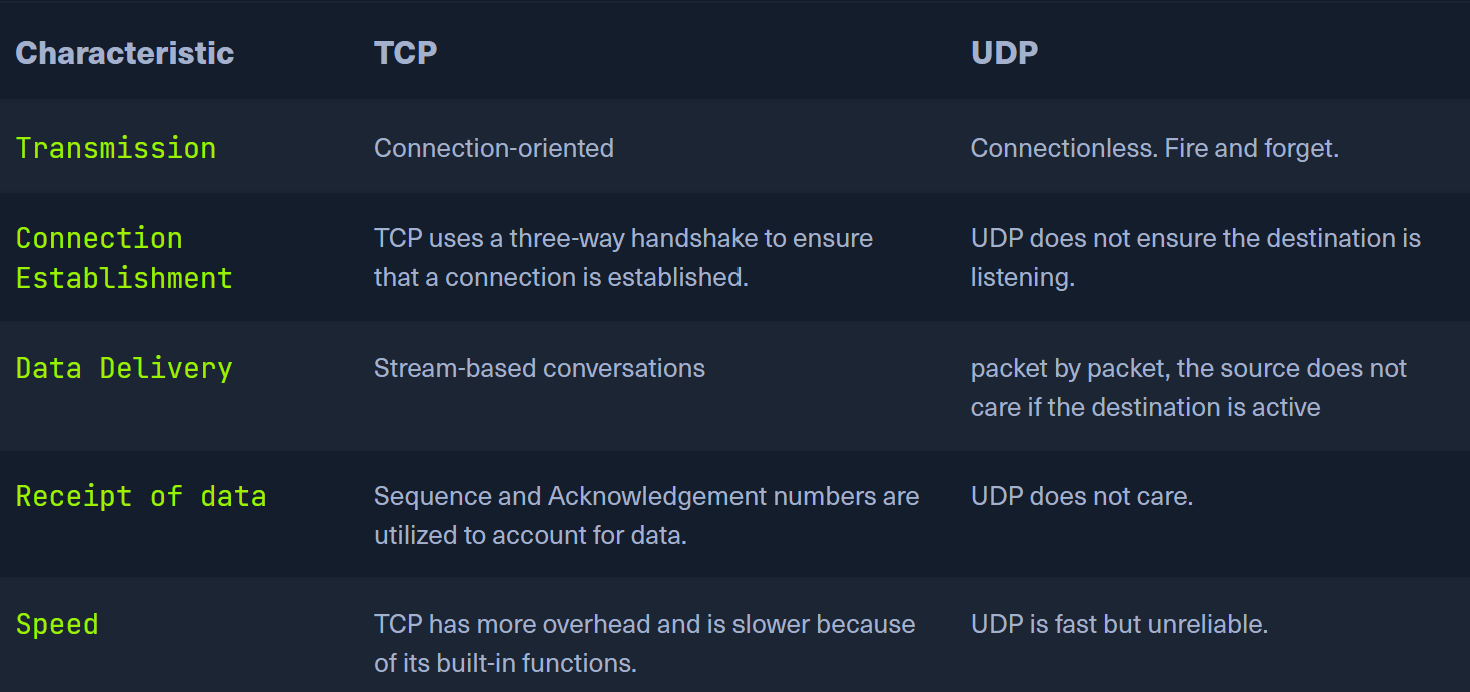 Characteristic TCP UDP
Transmission Connection-oriented Connectionless. Fire and forget.
Connection TCP uses a three-way handshake to ensure UDP does not ensure the destination is
Establishment that a connection is established. listening.
Data Delivery Stream-based conversations packet by packet, the source does not
care if the destination is active
Receipt of data Sequence and Acknowledgement numbers are UDP does not care.
utilized to account for data.
Speed TCP has more overhead and is slower because UDP is fast but unreliable.
of its built-in functions.